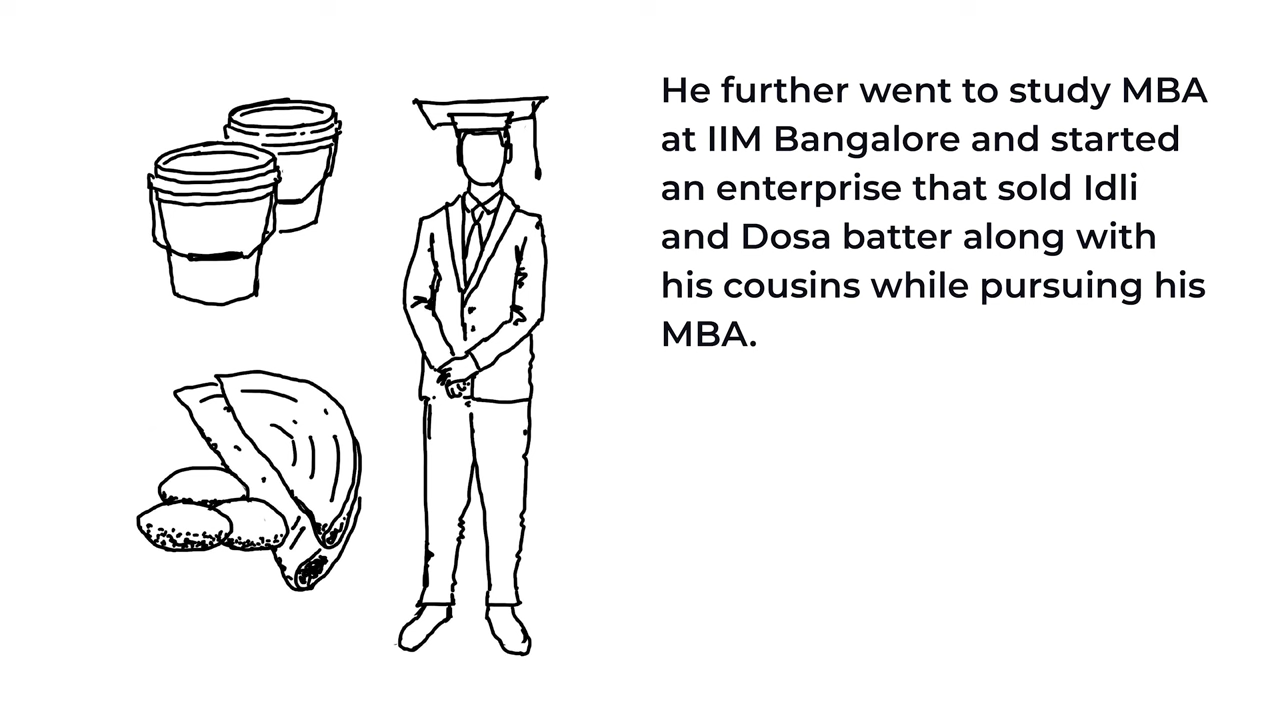 He further went to study MBA
at IIM Bangalore and started
an enterprise that sold Idli
and Dosa batter along with
his cousins while pursuing his
MBA.